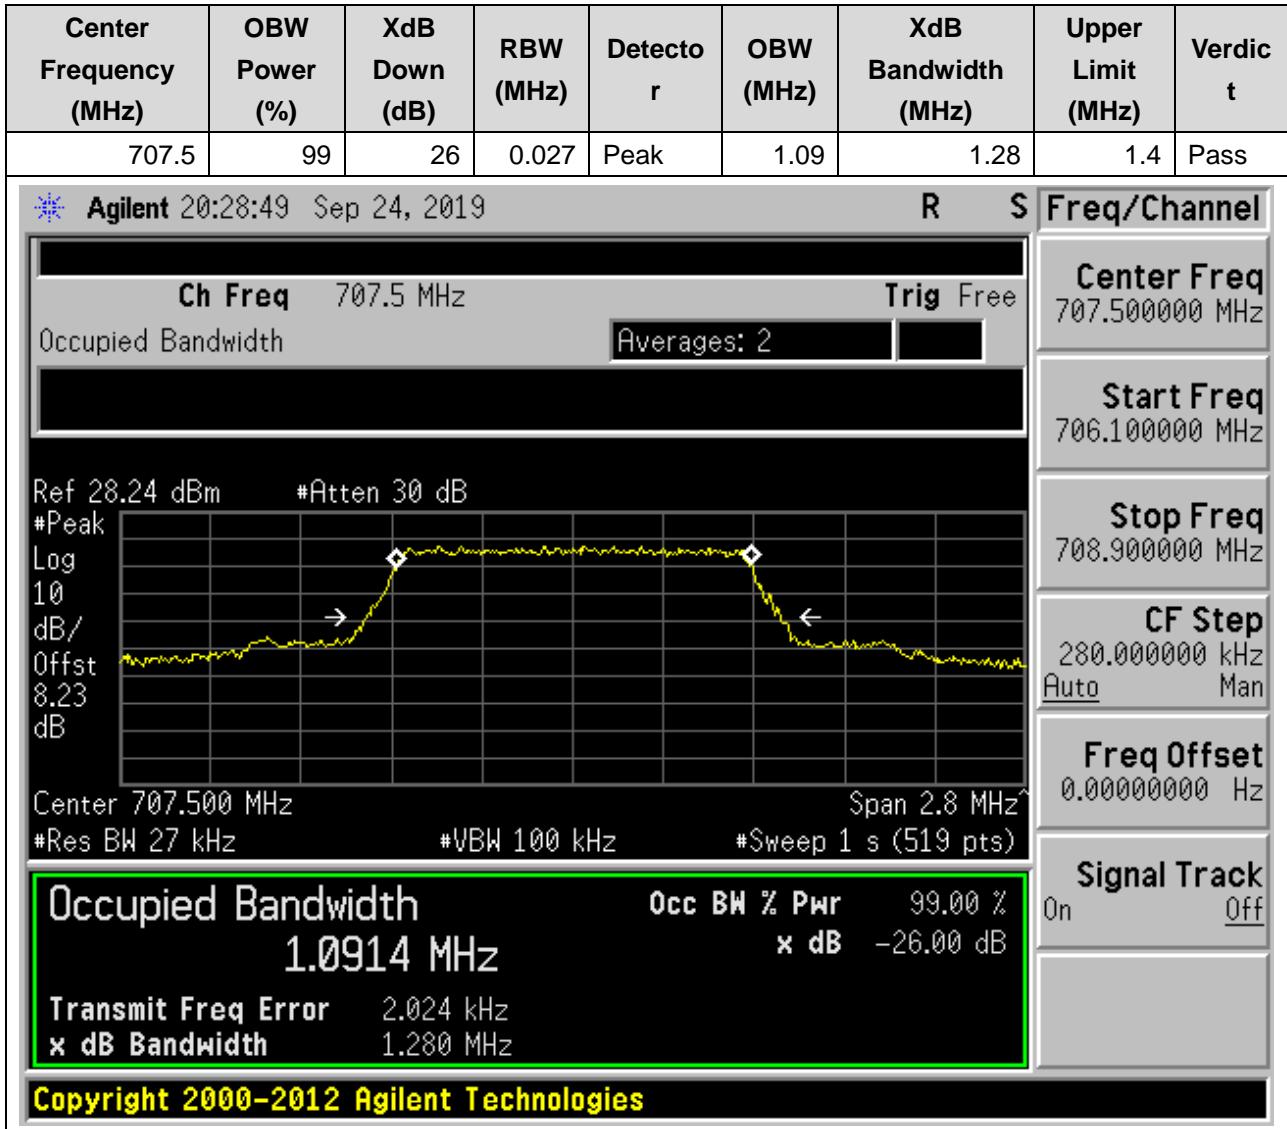 Center Frequency (MHz) OBW Power (%) XdB Down (dB) RBW (MHz) Detector OBW (MHz) XdB Bandwidth (MHz) Upper Limit (MHz) Verdict
707.5 99 26 0.027 Peak 1.09 1.28 1.4 Pass
Agilent 20:28:49 Sep 24, 2019 R S
Ch Freq 707.5 MHz Trig Free
Occupied Bandwidth Averages: 2
Ref 28.24 dBm #Atten 30 dB
#Peak
Log
10
dB/
Offst
8.23
dB
Center 707.500 MHz Span 2.8 MHz^
#Res BW 27 kHz #VBW 100 kHz #Sweep 1 s (519 pts)
Occupied Bandwidth Occ BW % Pwr 99.00 %
1.0914 MHz x dB -26.00 dB
Transmit Freq Error 2.024 kHz
x dB Bandwidth 1.280 MHz
Copyright 2000-2012 Agilent Technologies
Freq/Channel
Center Freq
707.500000 MHz
Start Freq
706.100000 MHz
Stop Freq
708.900000 MHz
CF Step
280.000000 kHz
Auto Man
Freq Offset
0.00000000 Hz
Signal Track
On Off